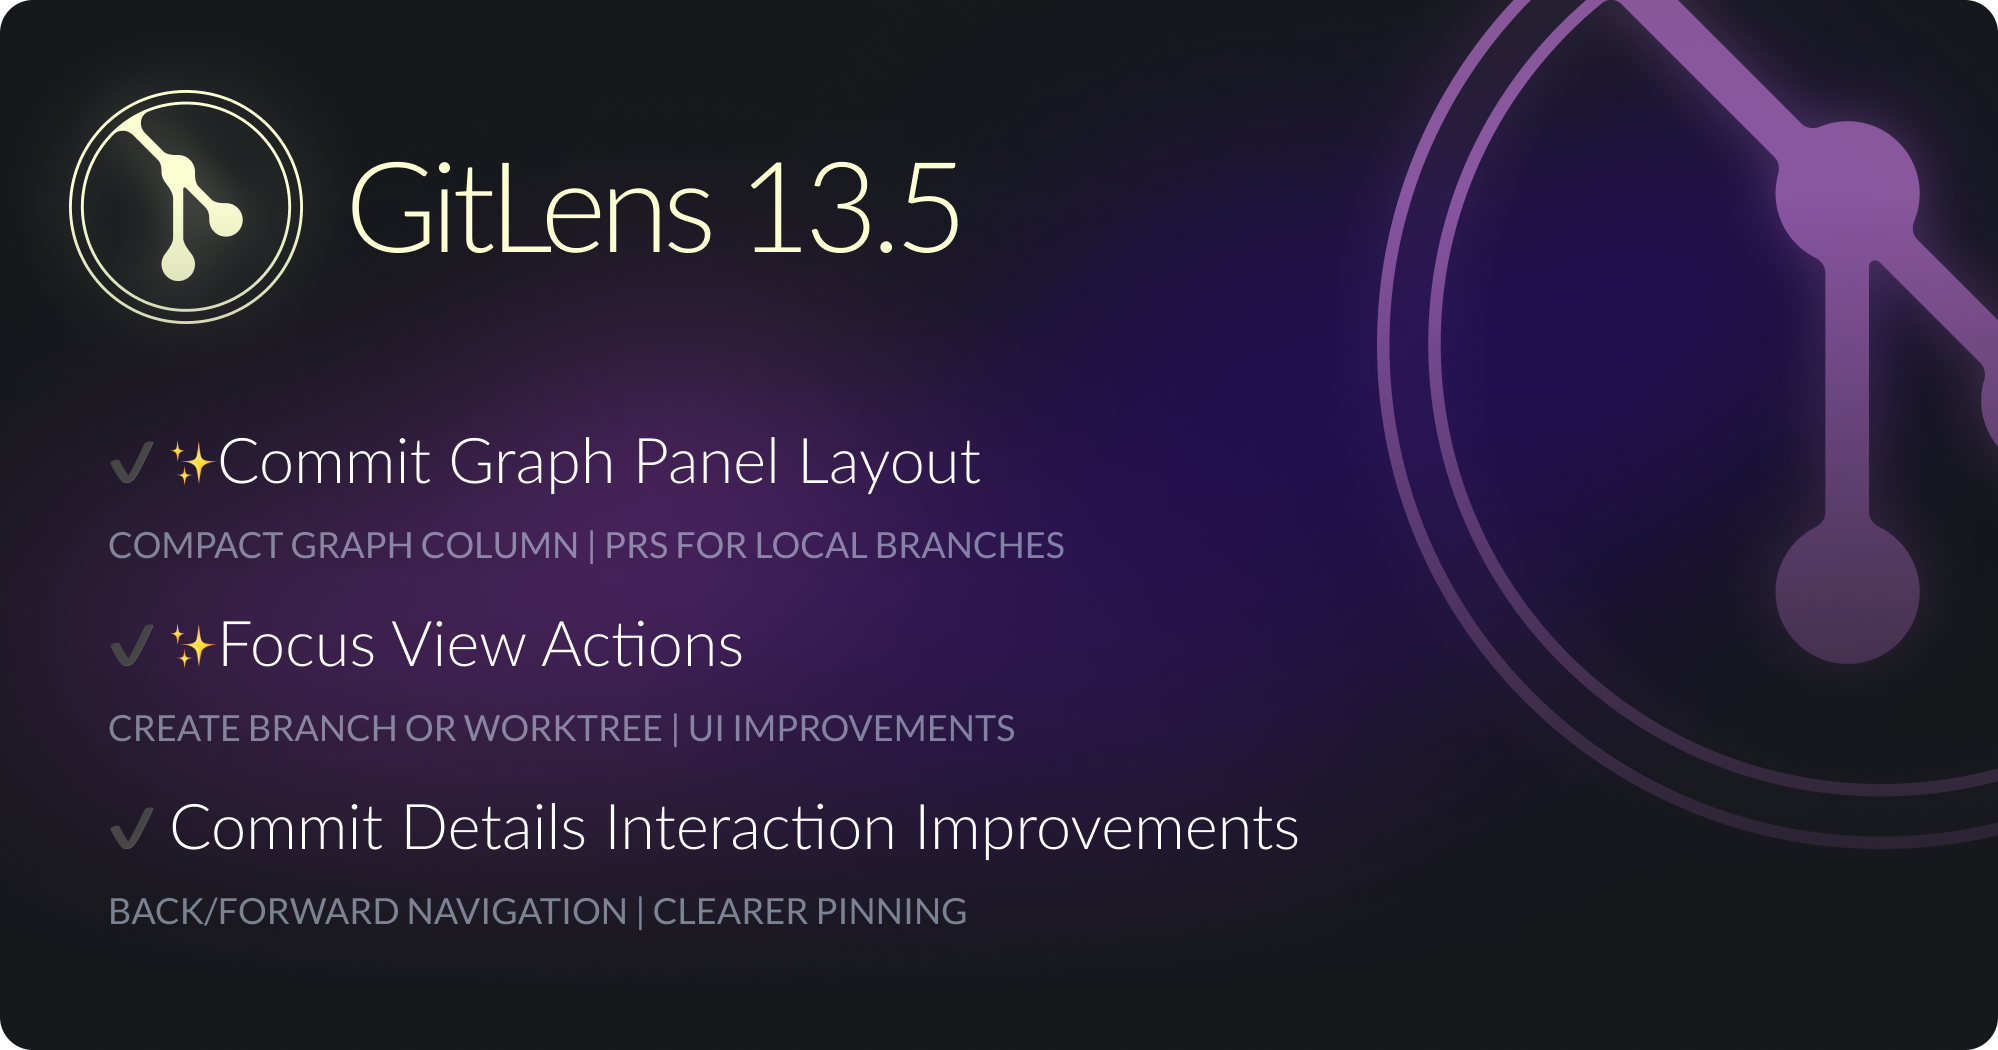 GitLens 13.5
✔ ✨Commit Graph Panel Layout
COMPACT GRAPH COLUMN | PRS FOR LOCAL BRANCHES
✔ ✨Focus View Actions
CREATE BRANCH OR WORKTREE | UI IMPROVEMENTS
✔ Commit Details Interaction Improvements
BACK/FORWARD NAVIGATION | CLEARER PINNING